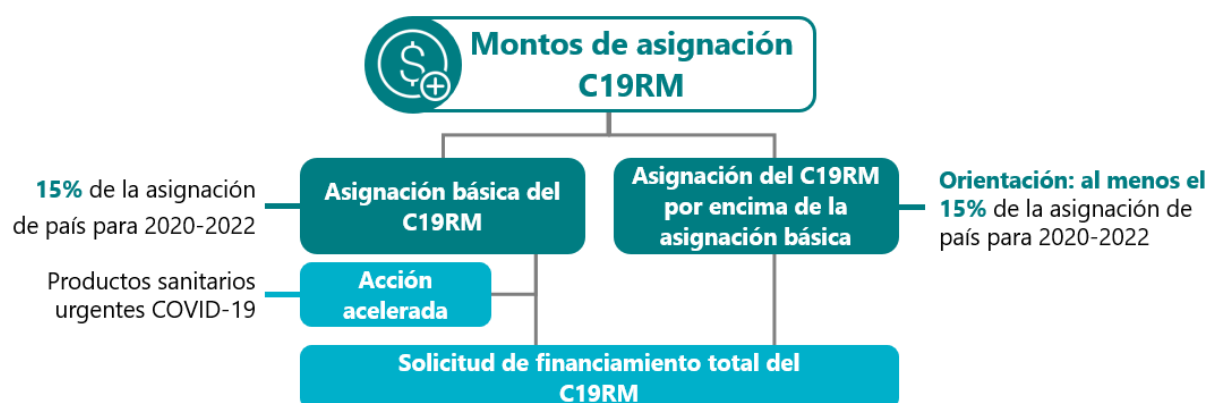 Montos de asignación
C19RM
15% de la asignación
de país para 2020-2022
Asignación básica del
C19RM
Asignación del C19RM
por encima de la
asignación básica
Orientación: al menos el
15% de la asignación de
país para 2020-2022
Productos sanitarios
urgentes COVID-19
Acción
acelerada
Solicitud de financiamiento total del
C19RM